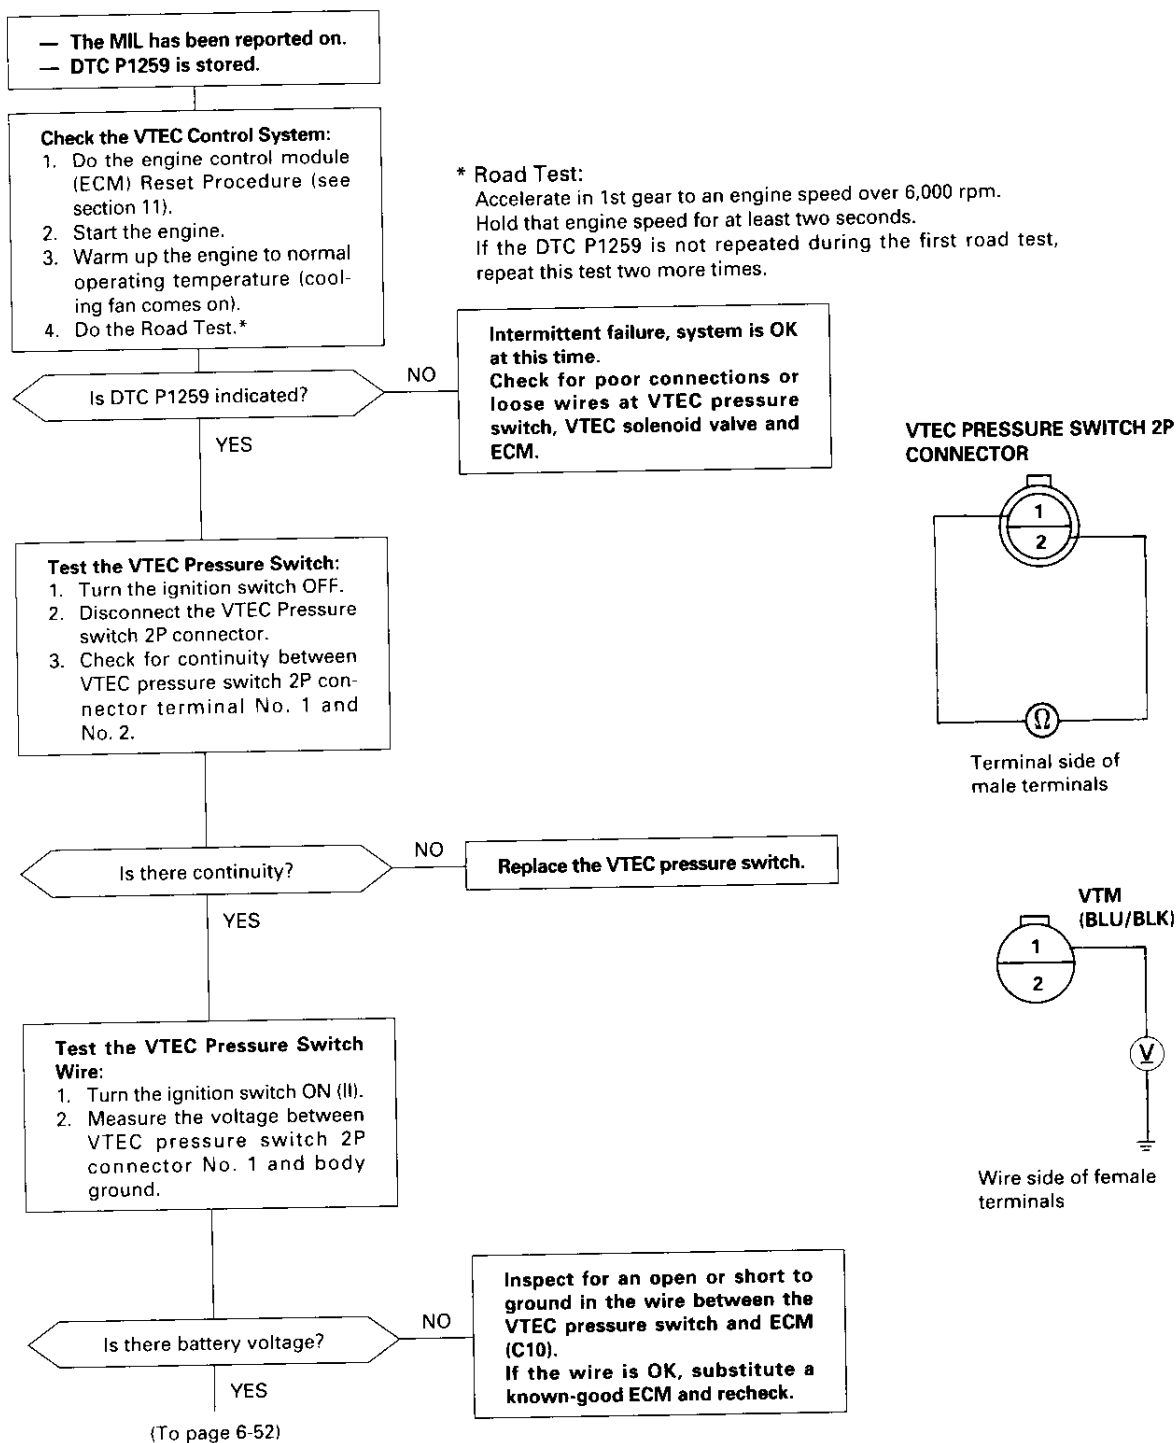 — The MIL has been reported on.
— DTC P1259 is stored.
Check the VTEC Control System:
1. Do the engine control module
(ECM) Reset Procedure (see
section 11).
2. Start the engine.
3. Warm up the engine to normal
operating temperature (cool-
ing fan comes on).
4. Do the Road Test.*
* Road Test:
Accelerate in 1st gear to an engine speed over 6,000 rpm.
Hold that engine speed for at least two seconds.
If the DTC P1259 is not repeated during the first road test,
repeat this test two more times.
Is DTC P1259 indicated?
NO
Intermittent failure, system is OK
at this time.
Check for poor connections or
loose wires at VTEC pressure
switch, VTEC solenoid valve and
ECM.
YES
VTEC PRESSURE SWITCH 2P
CONNECTOR
1
2
Ω
Terminal side of
male terminals
Test the VTEC Pressure Switch:
1. Turn the ignition switch OFF.
2. Disconnect the VTEC Pressure
switch 2P connector.
3. Check for continuity between
VTEC pressure switch 2P con-
nector terminal No. 1 and
No. 2.
Is there continuity?
NO
Replace the VTEC pressure switch.
YES
VTM
(BLU/BLK)
1
2
V
Wire side of female
terminals
Test the VTEC Pressure Switch
Wire:
1. Turn the ignition switch ON (II).
2. Measure the voltage between
VTEC pressure switch 2P
connector No. 1 and body
ground.
Is there battery voltage?
NO
Inspect for an open or short to
ground in the wire between the
VTEC pressure switch and ECM
(C10).
If the wire is OK, substitute a
known-good ECM and recheck.
YES
(To page 6-52)